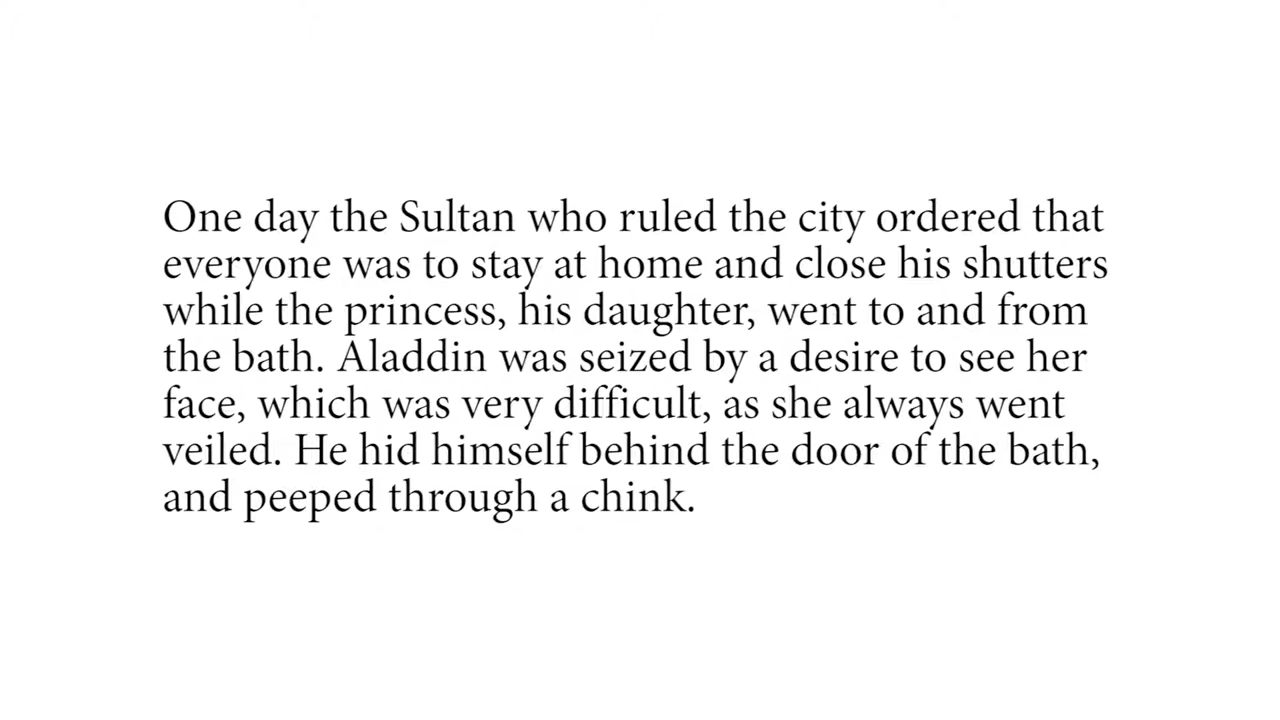 One day the Sultan who ruled the city ordered that
everyone was to stay at home and close his shutters
while the princess, his daughter, went to and from
the bath. Aladdin was seized by a desire to see her
face, which was very difficult, as she always went
veiled. He hid himself behind the door of the bath,
and peeped through a chink.